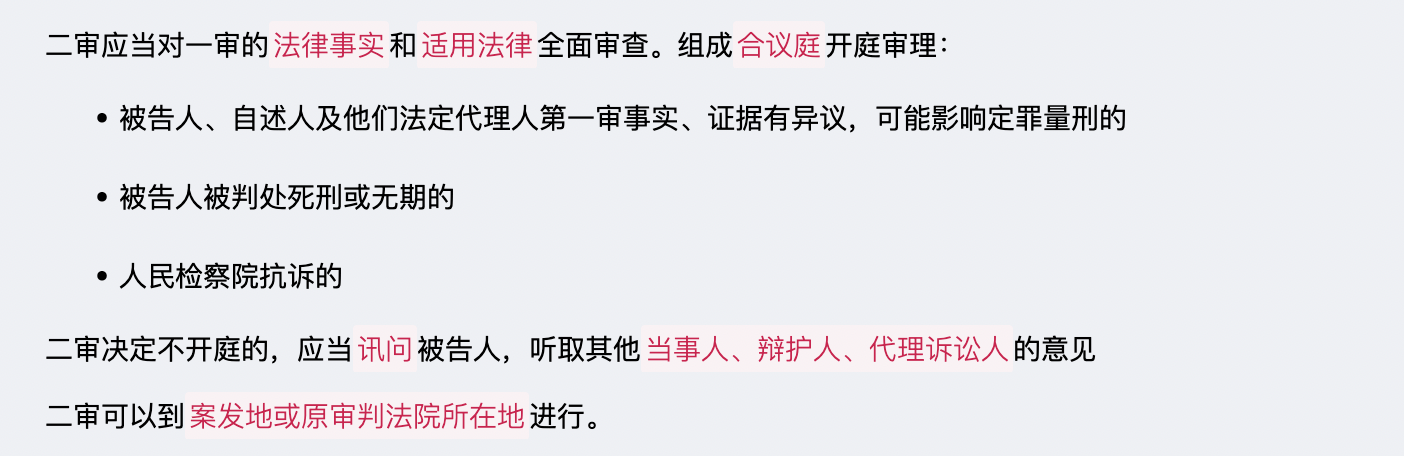 二审应当对一审的法律事实和适用法律全面审查。组成合议庭开庭审理：
• 被告人、自述人及他们法定代理人第一审事实、证据有异议，可能影响定罪量刑的
• 被告人被判处死刑或无期的
• 人民检察院抗诉的
二审决定不开庭的，应当讯问被告人，听取其他当事人、辩护人、代理诉讼人的意见
二审可以到案发地或原审判法院所在地进行。